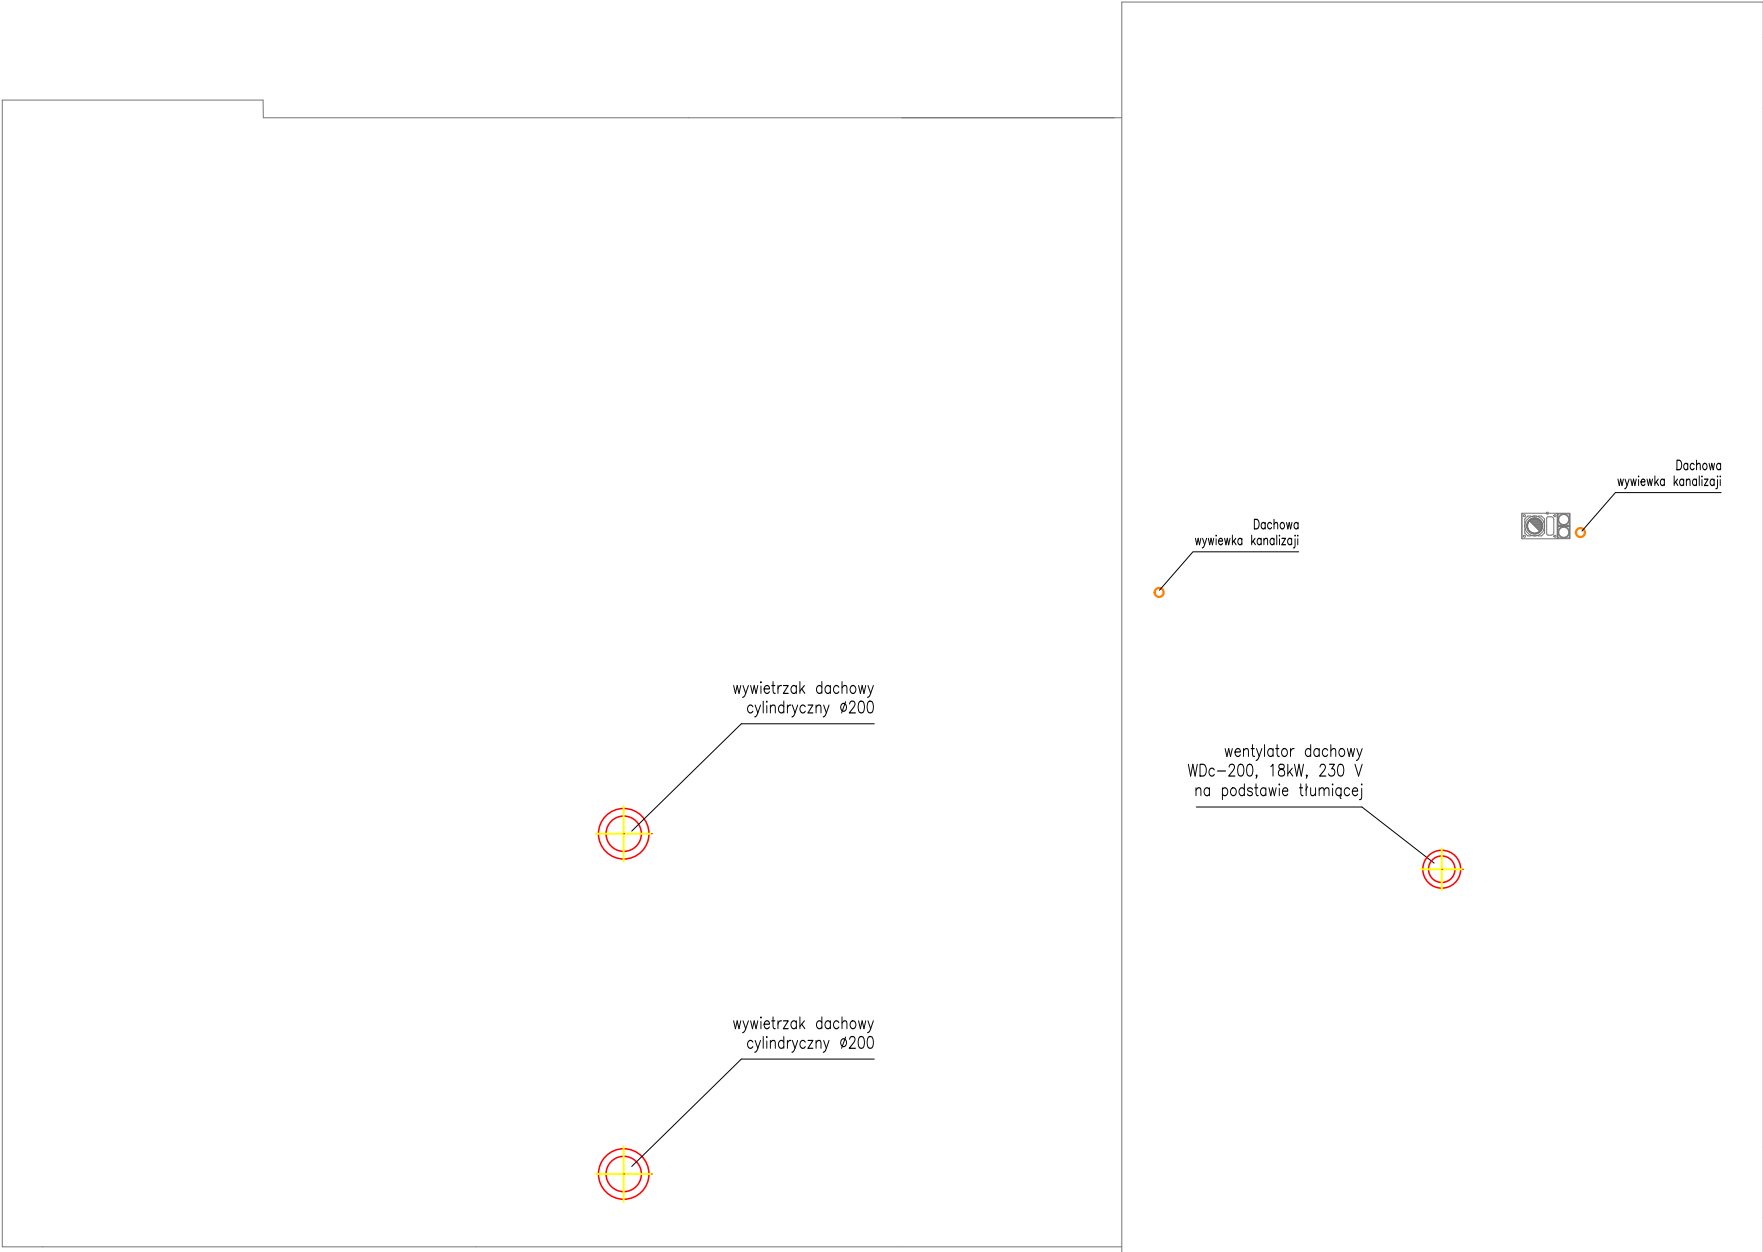 Dachowa
wywiewka kanalizaji
Dachowa
wywiewka kanalizaji
wywietrzak dachowy
cylindryczny Ø200
wentylator dachowy
WDc-200, 18kW, 230 V
na podstawie tłumiącej
wywietrzak dachowy
cylindryczny Ø200